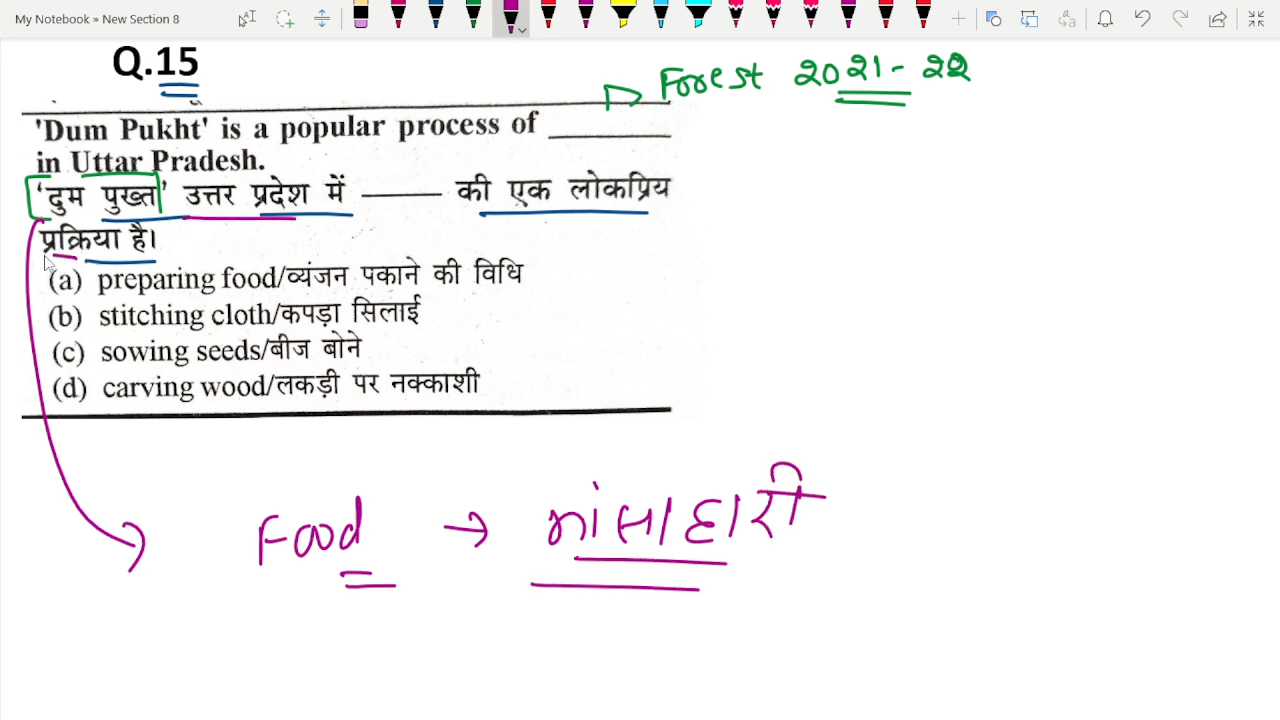 My Notebook » New Section 8
Q.15
Forest 2021-22
'Dum Pukht' is a popular process of ________
in Uttar Pradesh.
'दुम पुख्त' उत्तर प्रदेश में ______ की एक लोकप्रिय
प्रक्रिया है।
(a) preparing food/व्यंजन पकाने की विधि
(b) stitching cloth/कपड़ा सिलाई
(c) sowing seeds/बीज बोने
(d) carving wood/लकड़ी पर नक्काशी
Food → मांसाहारी